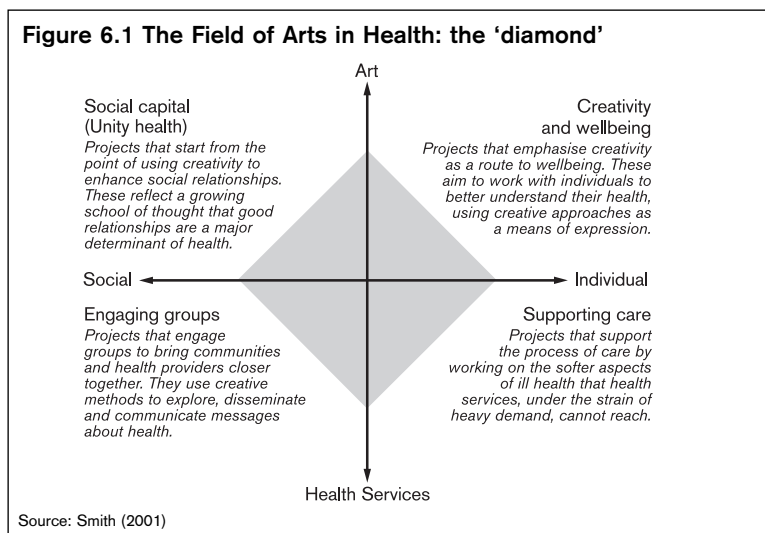 Figure 6.1 The Field of Arts in Health: the ‘diamond’
Art
Social capital
(Unity health)
Projects that start from the
point of using creativity to
enhance social relationships.
These reflect a growing
school of thought that good
relationships are a major
determinant of health.
Creativity
and wellbeing
Projects that emphasise creativity
as a route to wellbeing. These
aim to work with individuals to
better understand their health,
using creative approaches as
a means of expression.
Social
Individual
Engaging groups
Projects that engage
groups to bring communities
and health providers closer
together. They use creative
methods to explore, disseminate
and communicate messages
about health.
Supporting care
Projects that support
the process of care by
working on the softer aspects
of ill health that health
services, under the strain of
heavy demand, cannot reach.
Health Services
Source: Smith (2001)